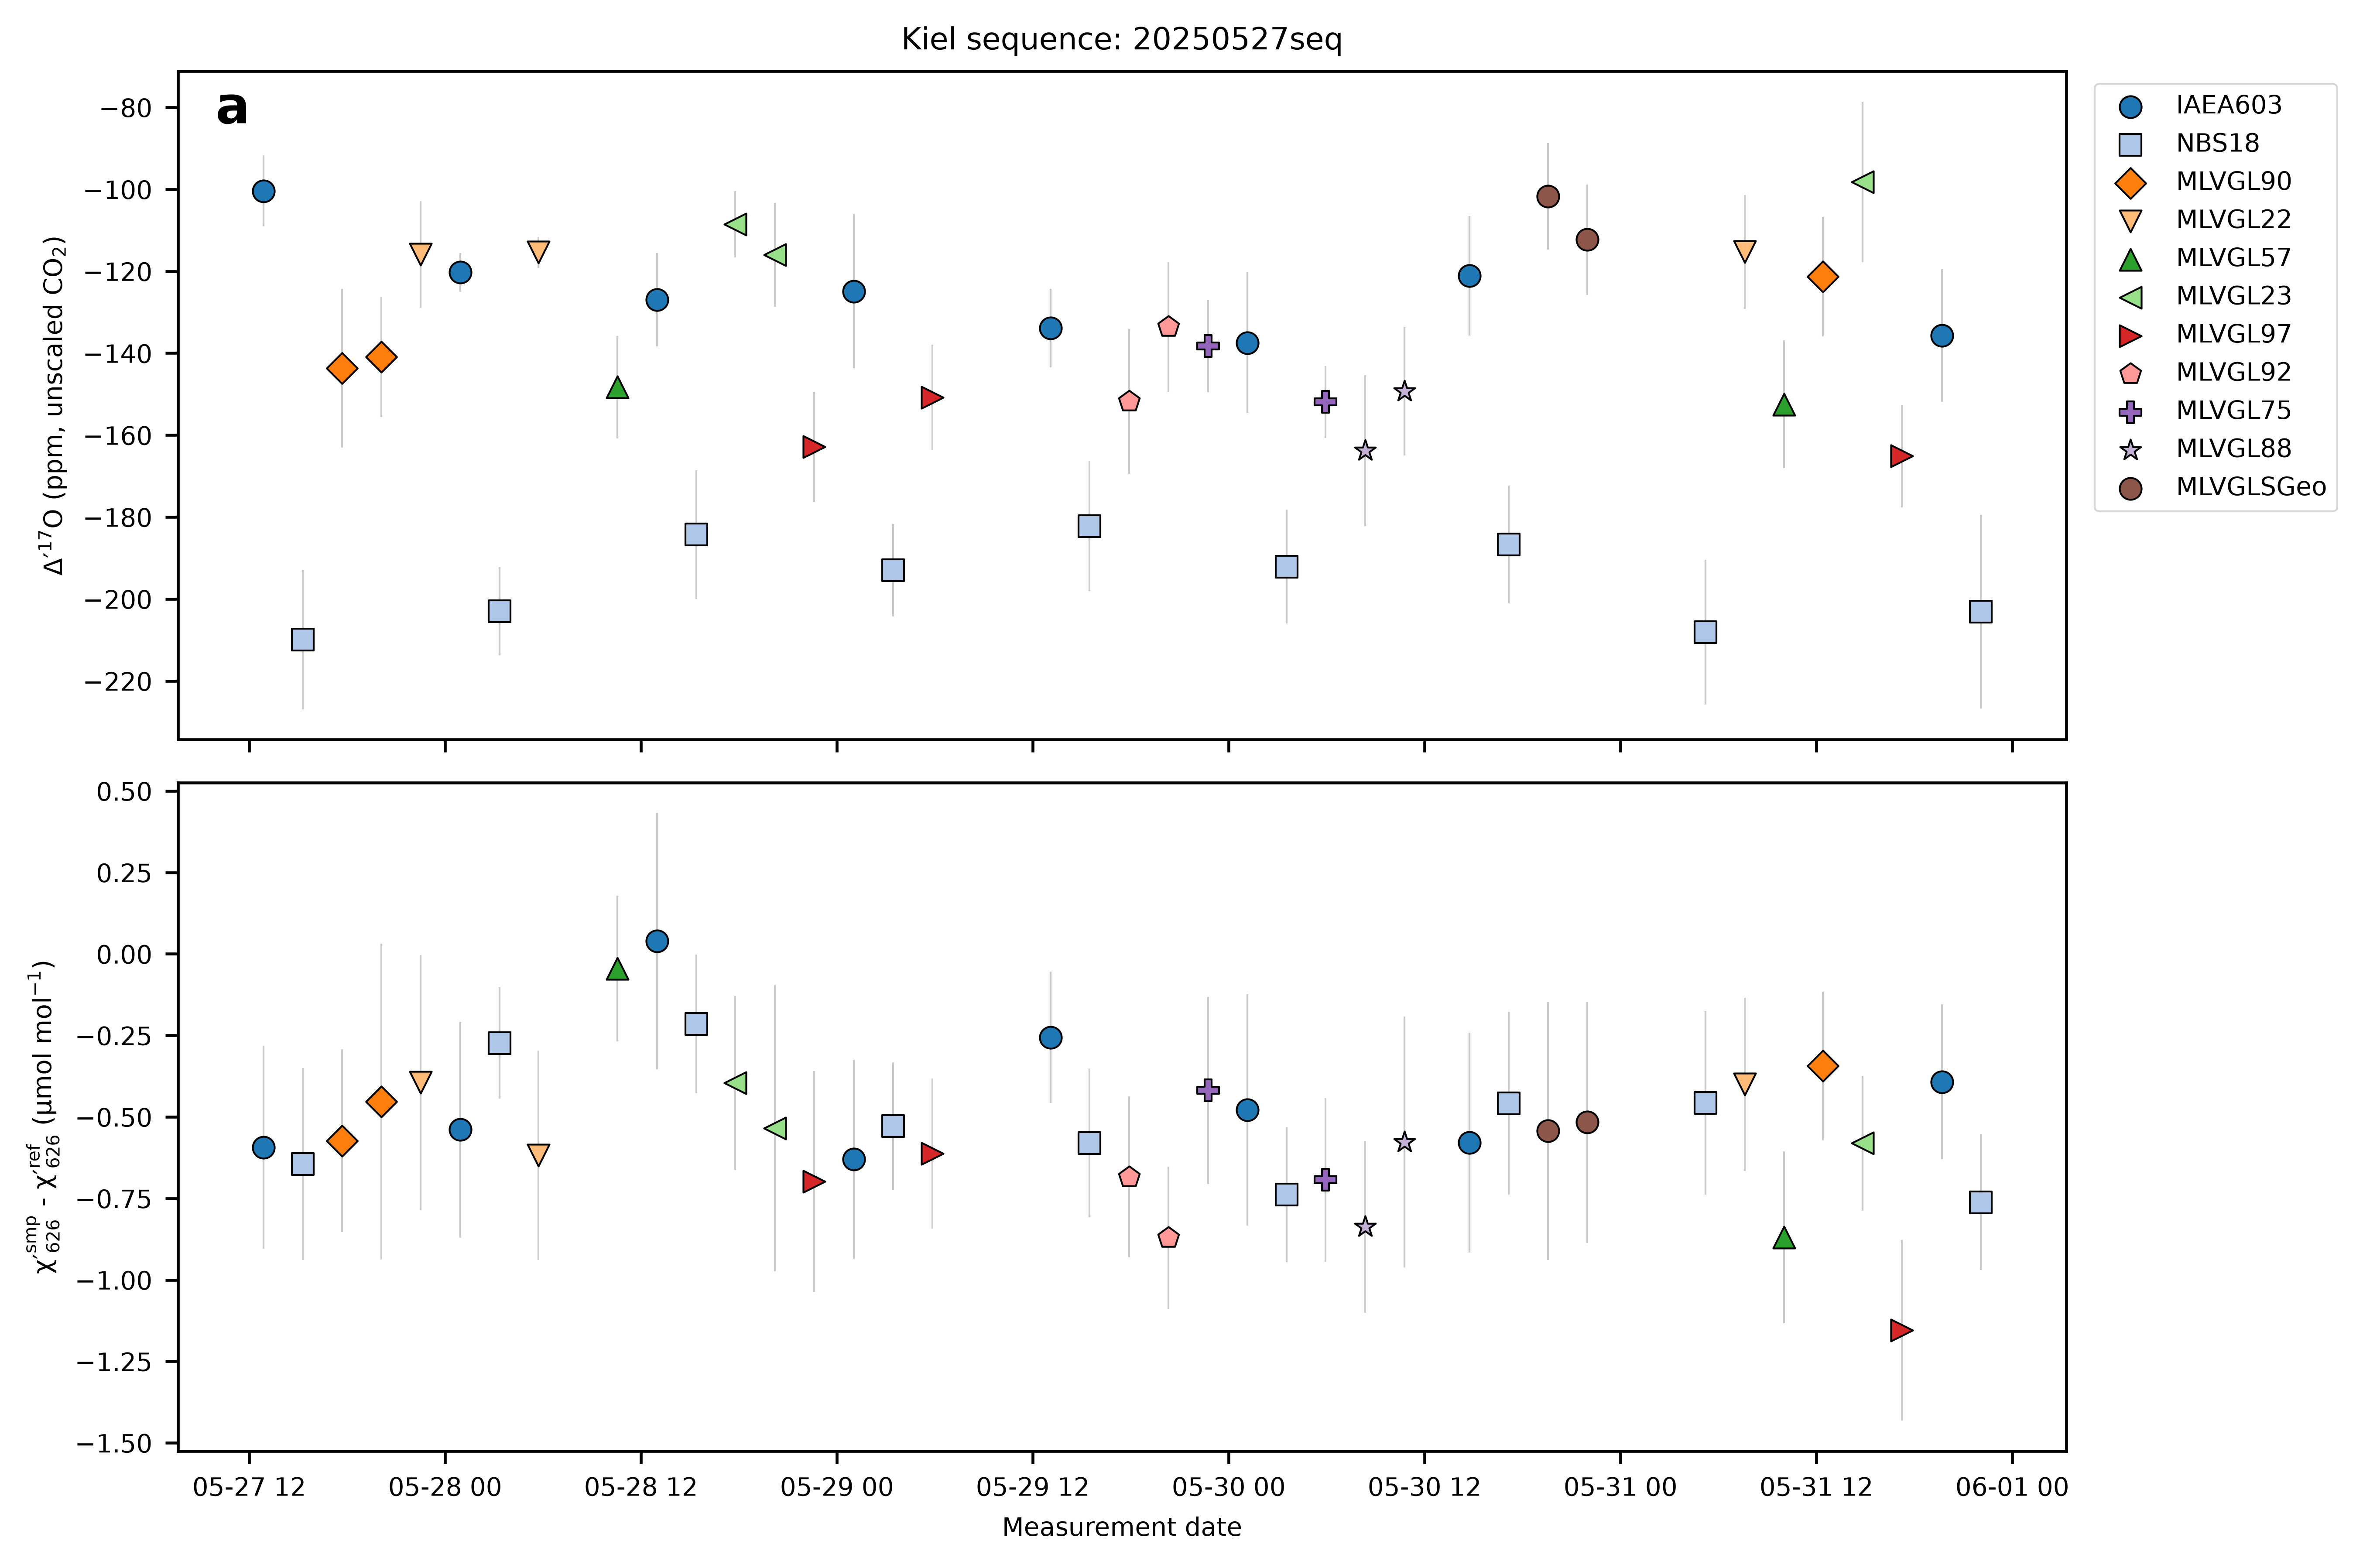 Kiel sequence: 20250527seq
a
Δ′¹⁷O (ppm, unscaled CO₂)
−80
−100
−120
−140
−160
−180
−200
−220
IAEA603
NBS18
MLVGL90
MLVGL22
MLVGL57
MLVGL23
MLVGL97
MLVGL92
MLVGL75
MLVGL88
MLVGLSGeo
χ′ˢᵐᵖ₆₂₆ - χ′ʳᵉᶠ₆₂₆ (μmol mol⁻¹)
0.50
0.25
0.00
−0.25
−0.50
−0.75
−1.00
−1.25
−1.50
05-27 12 05-28 00 05-28 12 05-29 00 05-29 12 05-30 00 05-30 12 05-31 00 05-31 12 06-01 00
Measurement date